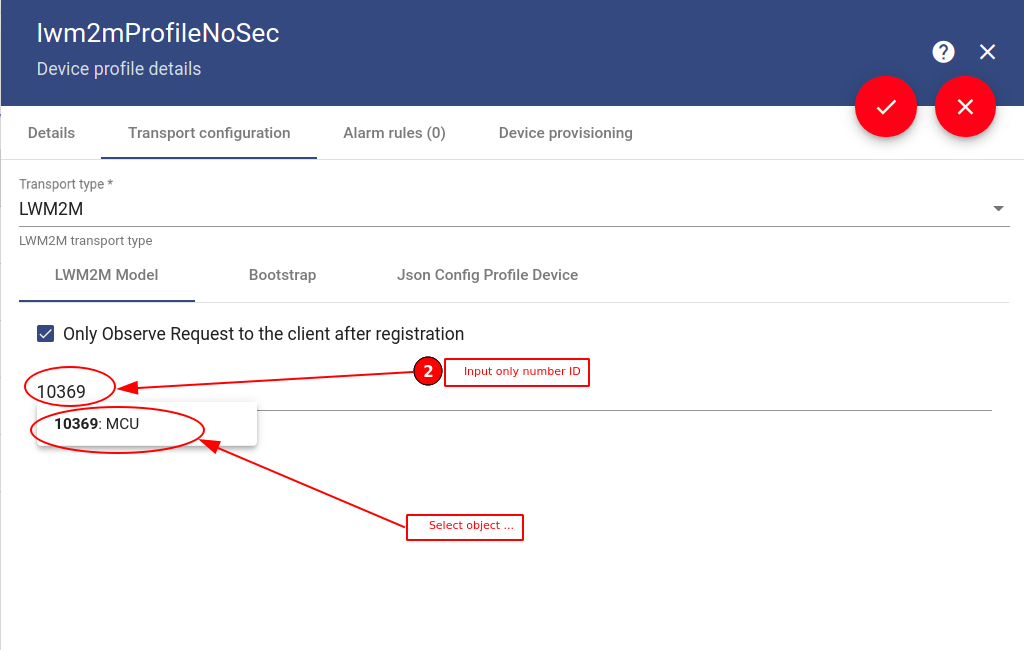 lwm2mProfileNoSec
Device profile details
?
Details Transport configuration Alarm rules (0) Device provisioning
Transport type *
LWM2M
LWM2M transport type
LWM2M Model Bootstrap Json Config Profile Device
Only Observe Request to the client after registration
2 Input only number ID
10369
10369: MCU
Select object ...